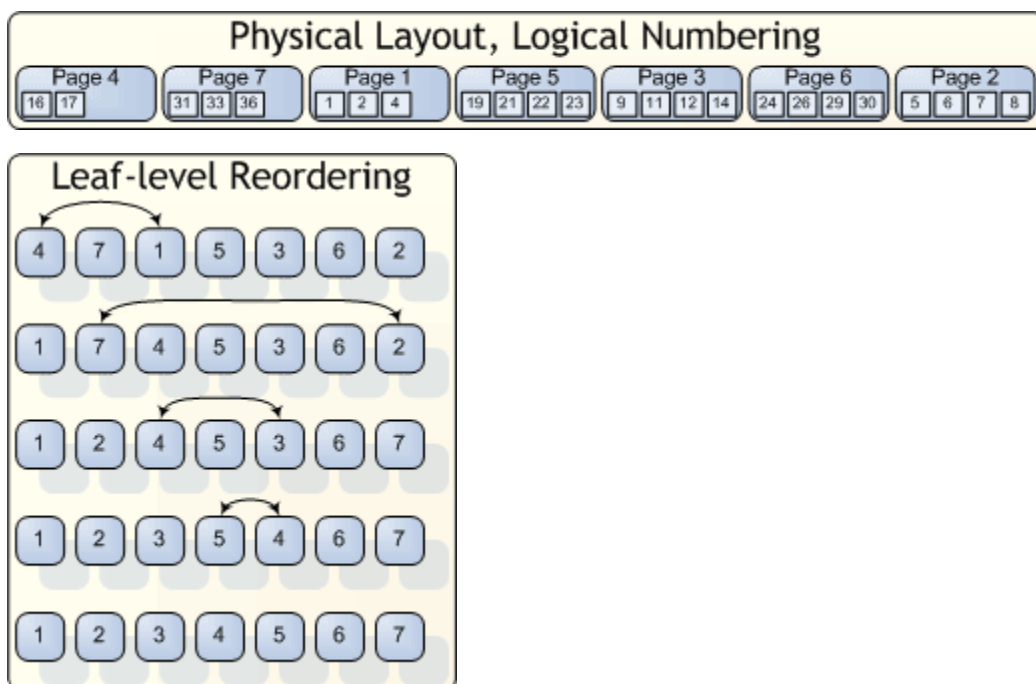 Physical Layout, Logical Numbering
Page 4 Page 7 Page 1 Page 5 Page 3 Page 6 Page 2
16 17 31 33 36 1 2 4 19 21 22 23 9 11 12 14 24 26 29 30 5 6 7 8
Leaf-level Reordering
4 7 1 5 3 6 2
1 7 4 5 3 6 2
1 2 4 5 3 6 7
1 2 3 5 4 6 7
1 2 3 4 5 6 7